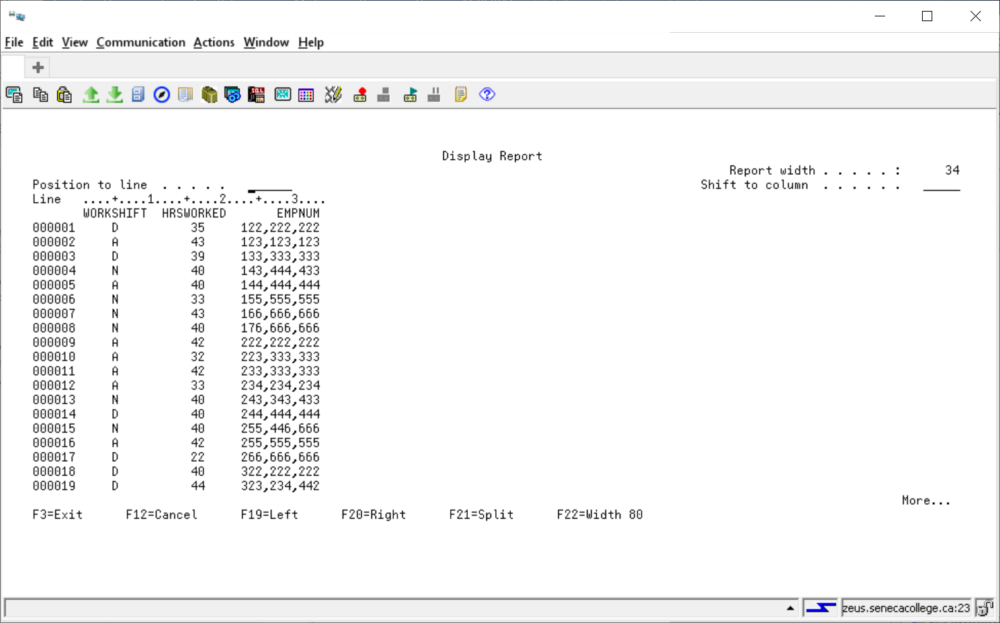 File Edit View Communication Actions Window Help
Display Report
Report width . . . . . : 34
Position to line . . . . . Shift to column . . . . . .
Line ....+....1....+....2....+....3....
WORKSHIFT HRSWORKED EMPNUM
000001 D 35 122,222,222
000002 A 43 123,123,123
000003 D 39 133,333,333
000004 N 40 143,444,433
000005 A 40 144,444,444
000006 N 33 155,555,555
000007 N 43 166,666,666
000008 N 40 176,666,666
000009 A 42 222,222,222
000010 A 32 223,333,333
000011 A 42 233,333,333
000012 A 33 234,234,234
000013 N 40 243,343,433
000014 D 40 244,444,444
000015 N 40 255,446,666
000016 A 42 255,555,555
000017 D 22 266,666,666
000018 D 40 322,222,222
000019 D 44 323,234,442
More...
F3=Exit F12=Cancel F19=Left F20=Right F21=Split F22=Width 80
zeus.senecacollege.ca:23